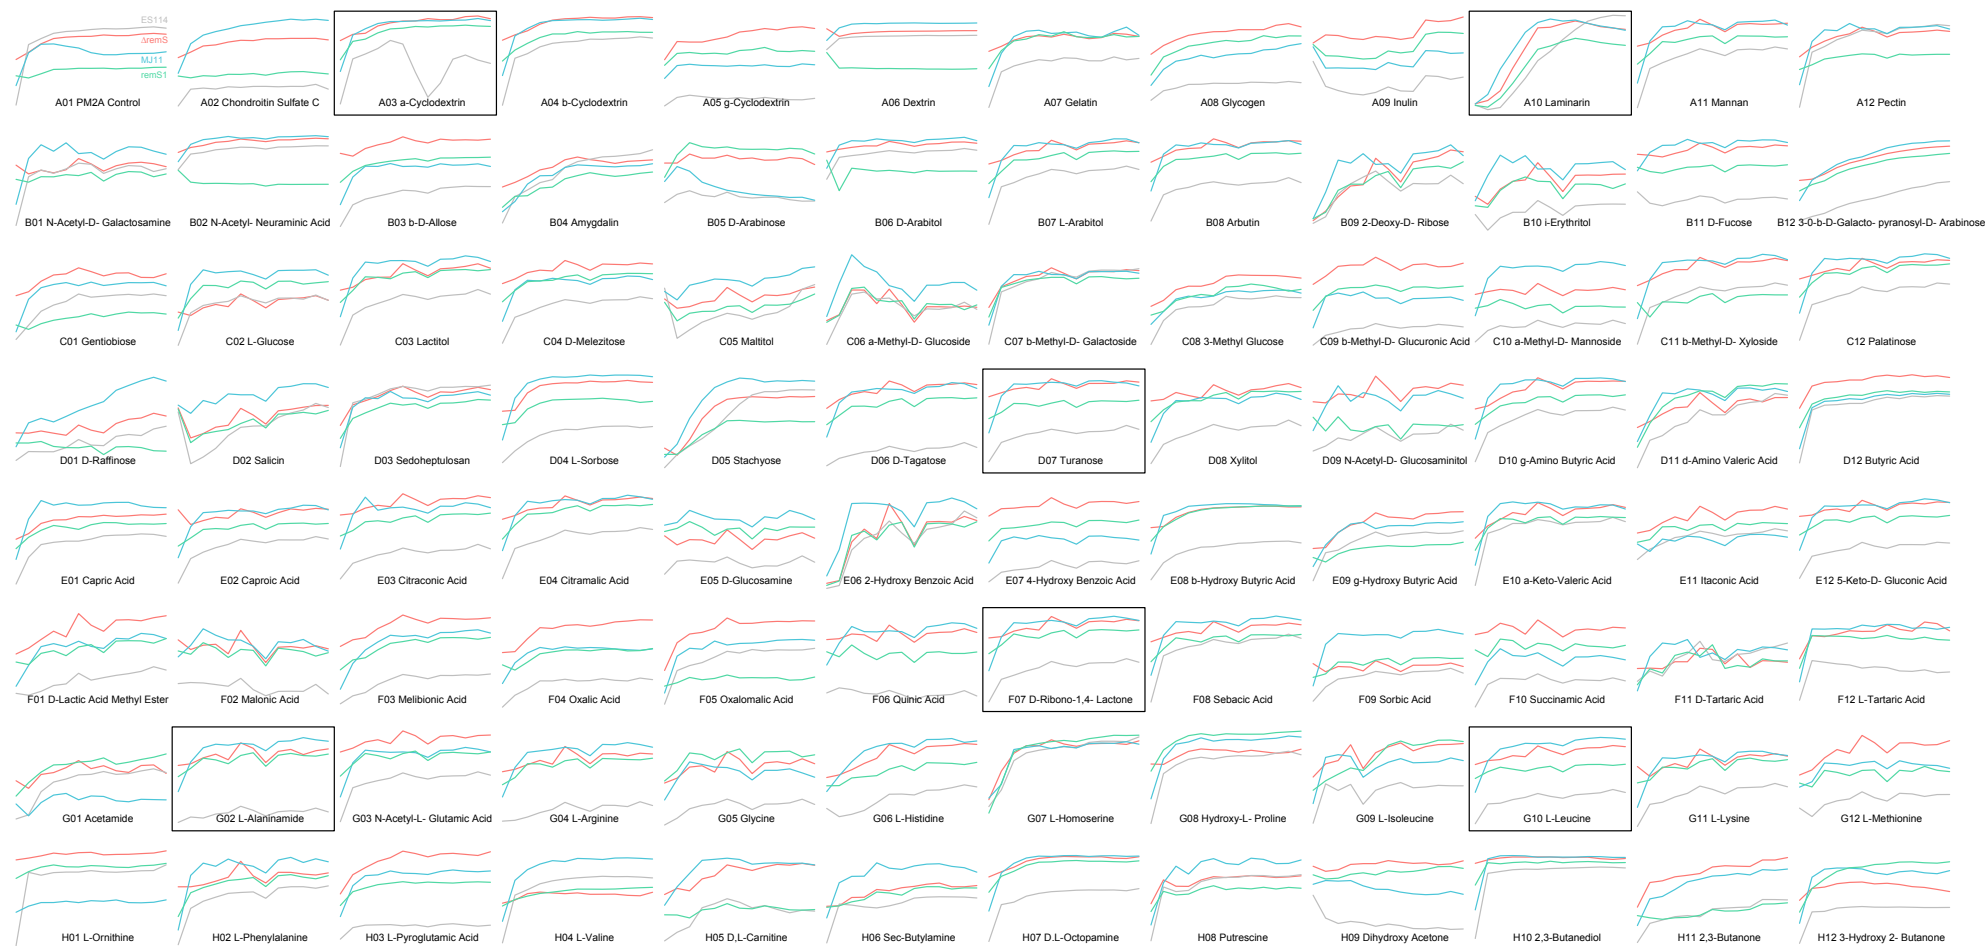 ES114
ΔremS
MJ11
remS1
A01 PM2A Control
A02 Chondroitin Sulfate C
A03 a-Cyclodextrin
A04 b-Cyclodextrin
A05 g-Cyclodextrin
A06 Dextrin
A07 Gelatin
A08 Glycogen
A09 Inulin
A10 Laminarin
A11 Mannan
A12 Pectin
B01 N-Acetyl-D- Galactosamine
B02 N-Acetyl- Neuraminic Acid
B03 b-D-Allose
B04 Amygdalin
B05 D-Arabinose
B06 D-Arabitol
B07 L-Arabitol
B08 Arbutin
B09 2-Deoxy-D- Ribose
B10 i-Erythritol
B11 D-Fucose
B12 3-0-b-D-Galacto- pyranosyl-D- Arabinose
C01 Gentiobiose
C02 L-Glucose
C03 Lactitol
C04 D-Melezitose
C05 Maltitol
C06 a-Methyl-D- Glucoside
C07 b-Methyl-D- Galactoside
C08 3-Methyl Glucose
C09 b-Methyl-D- Glucuronic Acid
C10 a-Methyl-D- Mannoside
C11 b-Methyl-D- Xyloside
C12 Palatinose
D01 D-Raffinose
D02 Salicin
D03 Sedoheptulosan
D04 L-Sorbose
D05 Stachyose
D06 D-Tagatose
D07 Turanose
D08 Xylitol
D09 N-Acetyl-D- Glucosaminitol
D10 g-Amino Butyric Acid
D11 d-Amino Valeric Acid
D12 Butyric Acid
E01 Capric Acid
E02 Caproic Acid
E03 Citraconic Acid
E04 Citramalic Acid
E05 D-Glucosamine
E06 2-Hydroxy Benzoic Acid
E07 4-Hydroxy Benzoic Acid
E08 b-Hydroxy Butyric Acid
E09 g-Hydroxy Butyric Acid
E10 a-Keto-Valeric Acid
E11 Itaconic Acid
E12 5-Keto-D- Gluconic Acid
F01 D-Lactic Acid Methyl Ester
F02 Malonic Acid
F03 Melibionic Acid
F04 Oxalic Acid
F05 Oxalomalic Acid
F06 Quinic Acid
F07 D-Ribono-1,4- Lactone
F08 Sebacic Acid
F09 Sorbic Acid
F10 Succinamic Acid
F11 D-Tartaric Acid
F12 L-Tartaric Acid
G01 Acetamide
G02 L-Alaninamide
G03 N-Acetyl-L- Glutamic Acid
G04 L-Arginine
G05 Glycine
G06 L-Histidine
G07 L-Homoserine
G08 Hydroxy-L- Proline
G09 L-Isoleucine
G10 L-Leucine
G11 L-Lysine
G12 L-Methionine
H01 L-Ornithine
H02 L-Phenylalanine
H03 L-Pyroglutamic Acid
H04 L-Valine
H05 D,L-Carnitine
H06 Sec-Butylamine
H07 D.L-Octopamine
H08 Putrescine
H09 Dihydroxy Acetone
H10 2,3-Butanediol
H11 2,3-Butanone
H12 3-Hydroxy 2- Butanone